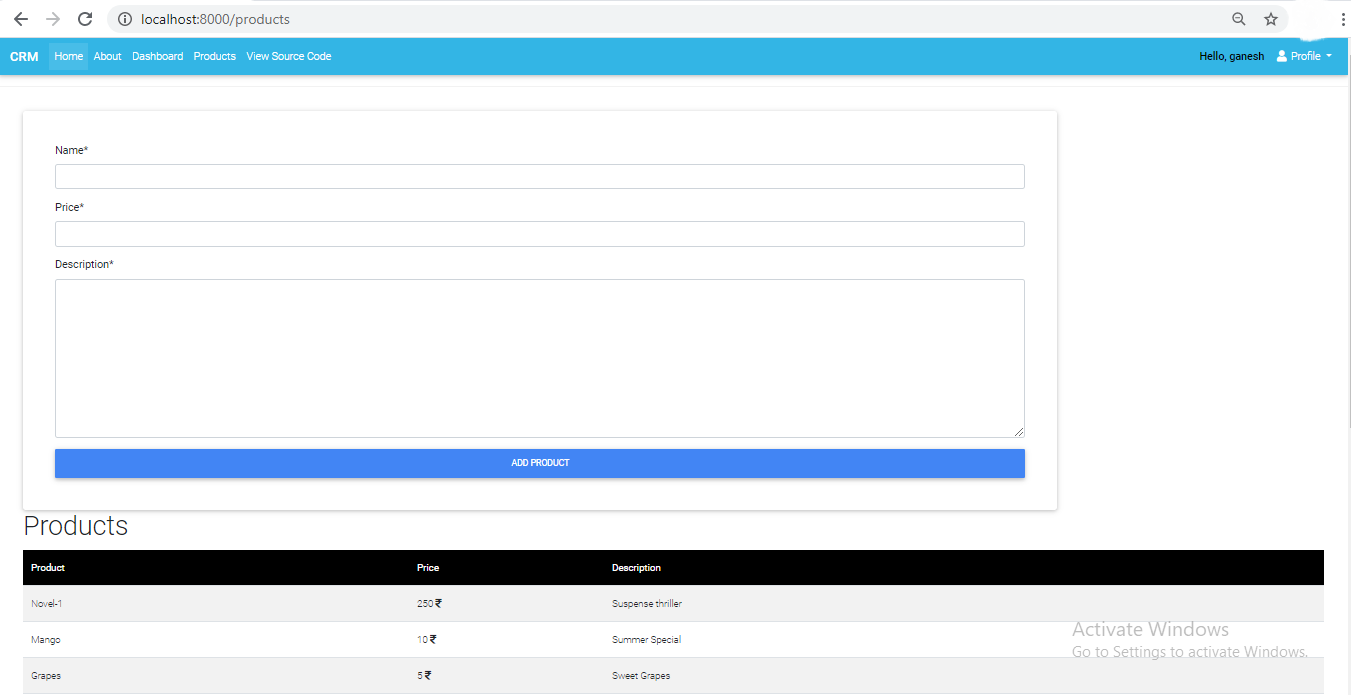 localhost:8000/products
CRM Home About Dashboard Products View Source Code Hello, ganesh Profile
Name*
Price*
Description*
ADD PRODUCT
Products
Product Price Description
Novel-1 250 ₹ Suspense thriller
Mango 10 ₹ Summer Special
Grapes 5 ₹ Sweet Grapes
Activate Windows
Go to Settings to activate Windows.